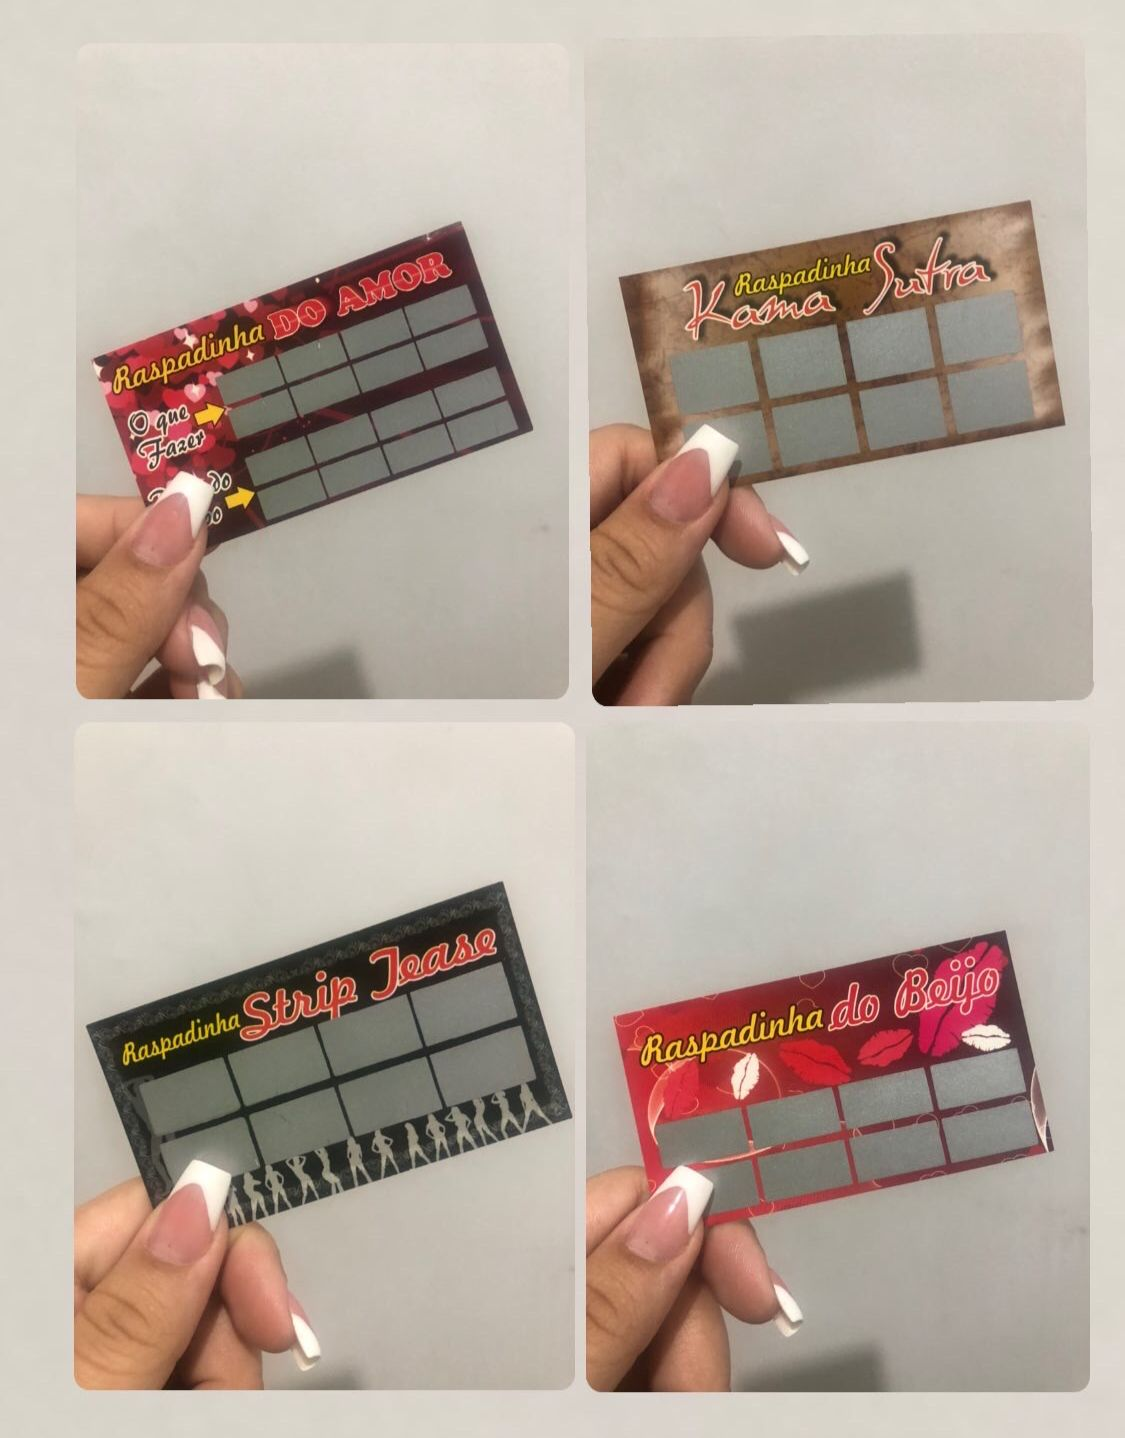 Raspadinha DO AMOR
O que
Fazer
Raspadinha
Kama Sutra
Raspadinha Strip Tease
Raspadinha do Beijo